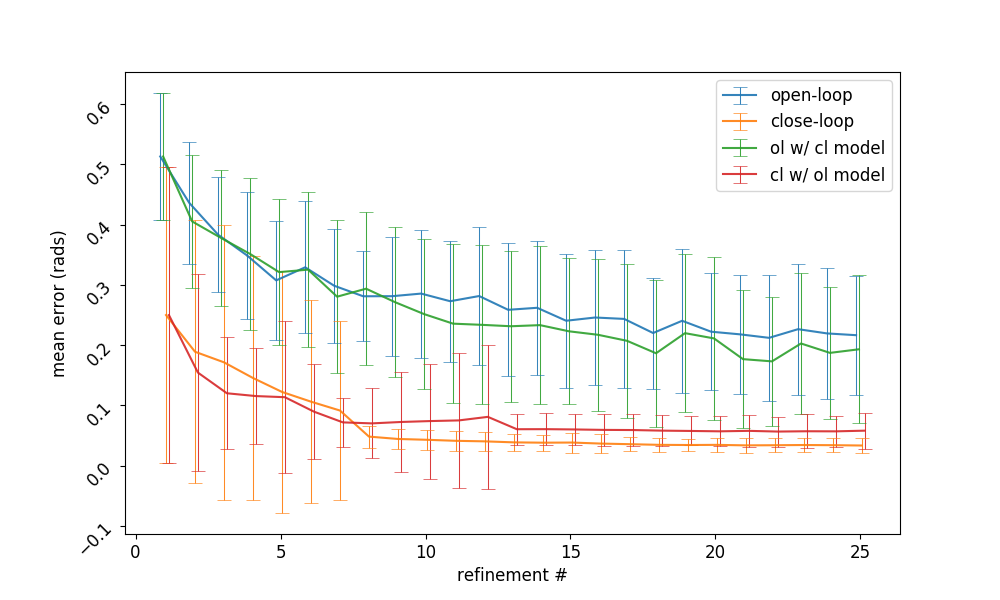 open-loop
close-loop
ol w/ cl model
cl w/ ol model
mean error (rads)
0.6
0.5
0.4
0.3
0.2
0.1
0.0
−0.1
0 5 10 15 20 25
refinement #